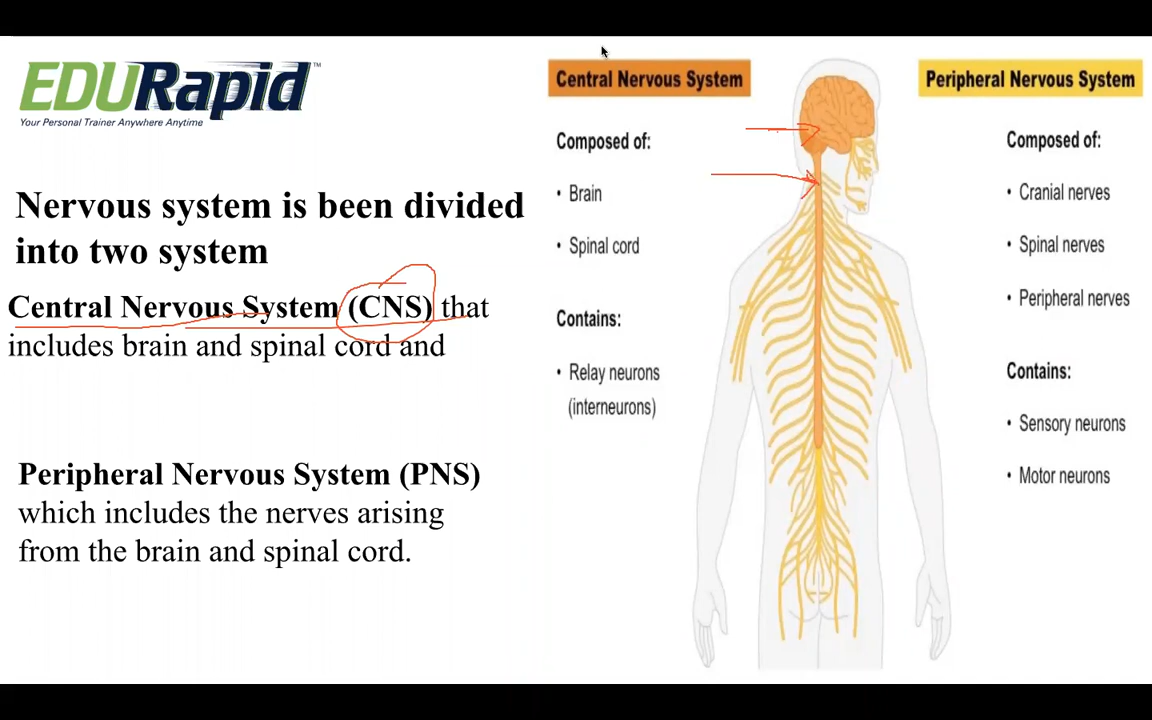 EDURapid™
Your Personal Trainer Anywhere Anytime
Nervous system is been divided
into two system
Central Nervous System (CNS) that
includes brain and spinal cord and
Peripheral Nervous System (PNS)
which includes the nerves arising
from the brain and spinal cord.
Central Nervous System
Composed of:
• Brain
• Spinal cord
Contains:
• Relay neurons
(interneurons)
Peripheral Nervous System
Composed of:
• Cranial nerves
• Spinal nerves
• Peripheral nerves
Contains:
• Sensory neurons
• Motor neurons